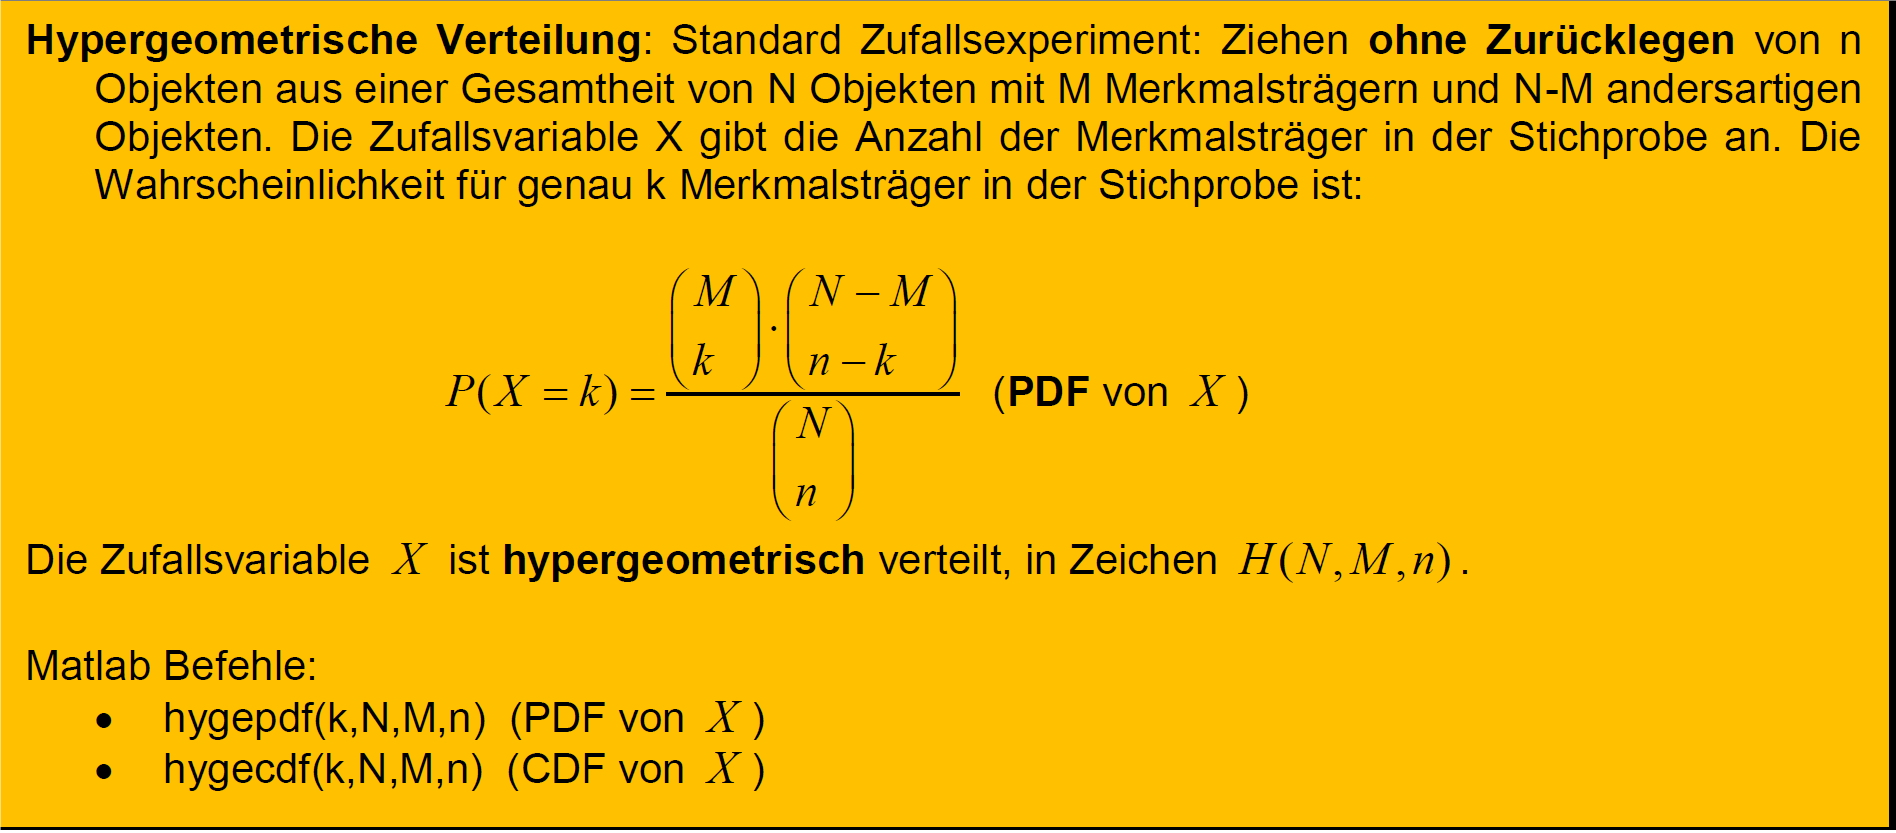 Hypergeometrische Verteilung: Standard Zufallsexperiment: Ziehen ohne Zurücklegen von n
Objekten aus einer Gesamtheit von N Objekten mit M Merkmalsträgern und N-M andersartigen
Objekten. Die Zufallsvariable X gibt die Anzahl der Merkmalsträger in der Stichprobe an. Die
Wahrscheinlichkeit für genau k Merkmalsträger in der Stichprobe ist:
P(X = k) = \frac{\binom{M}{k} \cdot \binom{N-M}{n-k}}{\binom{N}{n}} (PDF von X )
Die Zufallsvariable X ist hypergeometrisch verteilt, in Zeichen H(N,M,n).
Matlab Befehle:
• hygepdf(k,N,M,n) (PDF von X )
• hygecdf(k,N,M,n) (CDF von X )